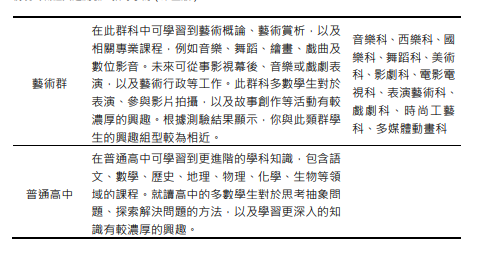 在此群科中可學習到藝術概論、藝術賞析，以及
相關專業課程，例如音樂、舞蹈、繪畫、戲曲及
數位影音。未來可從事影視幕後、音樂或戲劇表
演，以及藝術行政等工作。此群科多數學生對於
表演、參與影片拍攝，以及故事創作等活動有較
濃厚的興趣。根據測驗結果顯示，你與此類群學
生的興趣組型較為相近。
藝術群
音樂科、西樂科、國
樂科、舞蹈科、美術
科、影劇科、電影電
視科、表演藝術科、
戲劇科、時尚工藝
科、多媒體動畫科
在普通高中可學習到更進階的學科知識，包含語
文、數學、歷史、地理、物理、化學、生物等領
域的課程。就讀高中的多數學生對於思考抽象問
題、探索解決問題的方法，以及學習更深入的知
識有較濃厚的興趣。
普通高中